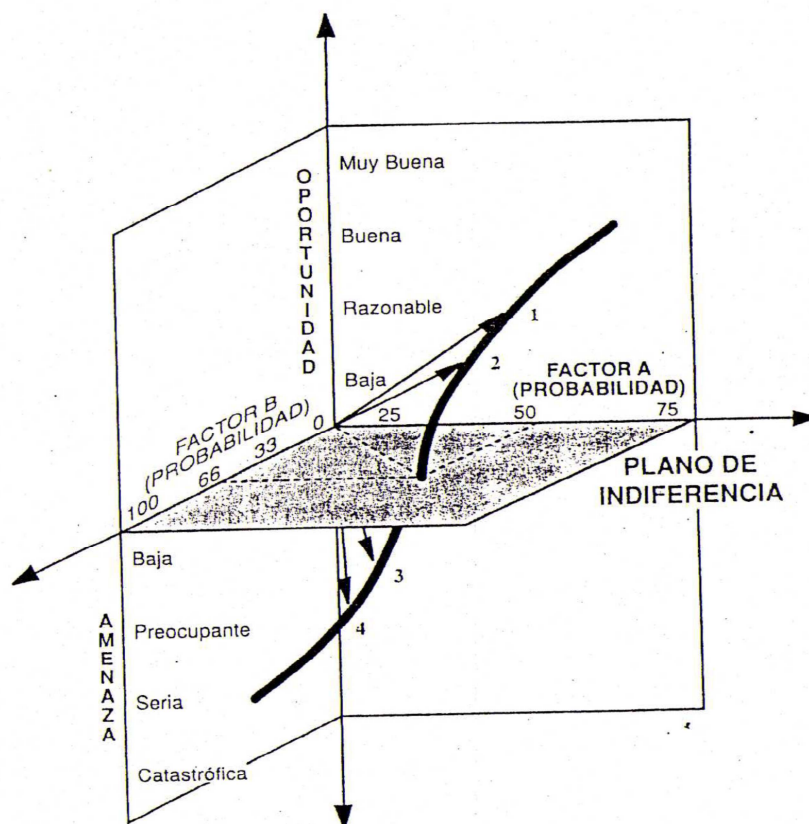 OPORTUNIDAD
Muy Buena
Buena
Razonable
Baja
1
2
FACTOR A
(PROBABILIDAD)
25
50
75
FACTOR B
(PROBABILIDAD)
0
33
66
100
PLANO DE
INDIFERENCIA
AMENAZA
Baja
Preocupante
Seria
Catastrófica
3
4